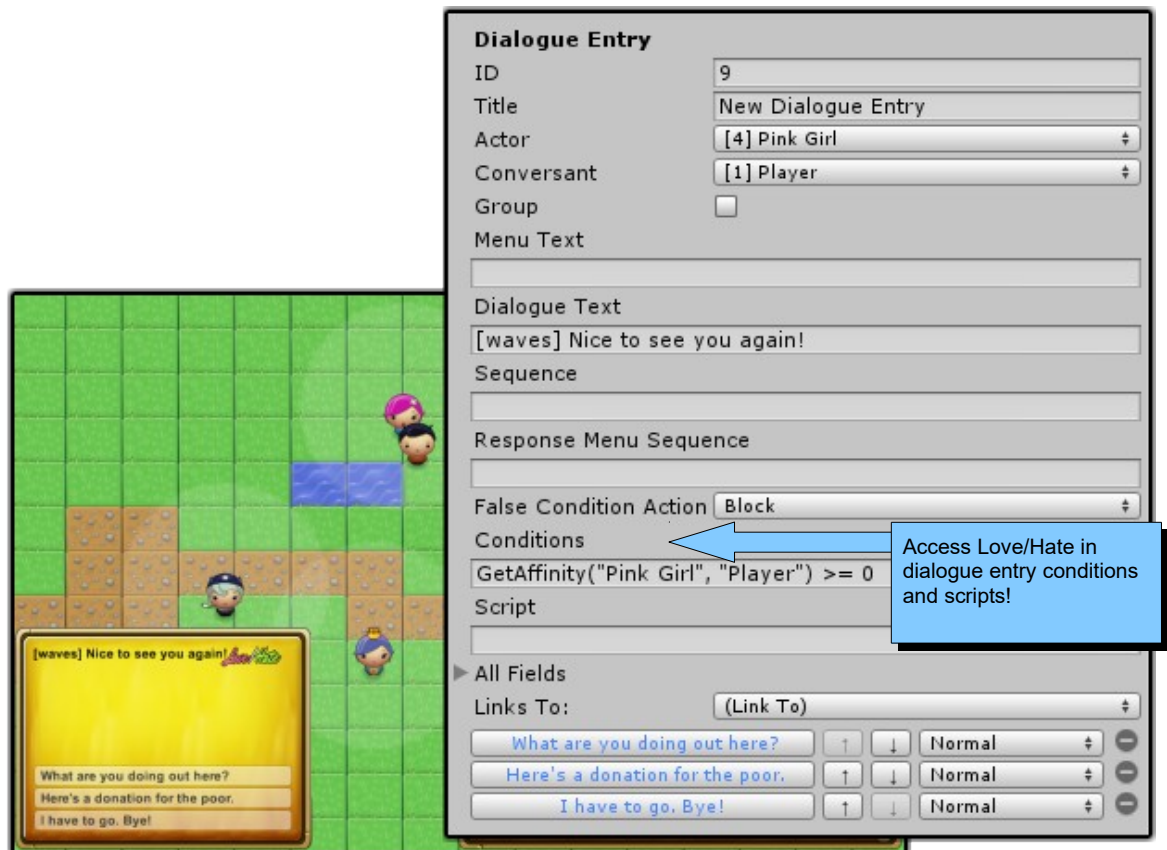 Dialogue Entry
ID 9
Title New Dialogue Entry
Actor [4] Pink Girl
Conversant [1] Player
Group
Menu Text
Dialogue Text
[waves] Nice to see you again!
Sequence
Response Menu Sequence
False Condition Action Block
Conditions
GetAffinity("Pink Girl", "Player") >= 0
Script
All Fields
Links To: (Link To)
What are you doing out here? ↑ ↓ Normal
Here's a donation for the poor. ↑ ↓ Normal
I have to go. Bye! ↑ ↓ Normal
Access Love/Hate in
dialogue entry conditions
and scripts!
[waves] Nice to see you again! Love/Hate
What are you doing out here?
Here's a donation for the poor.
I have to go. Bye!